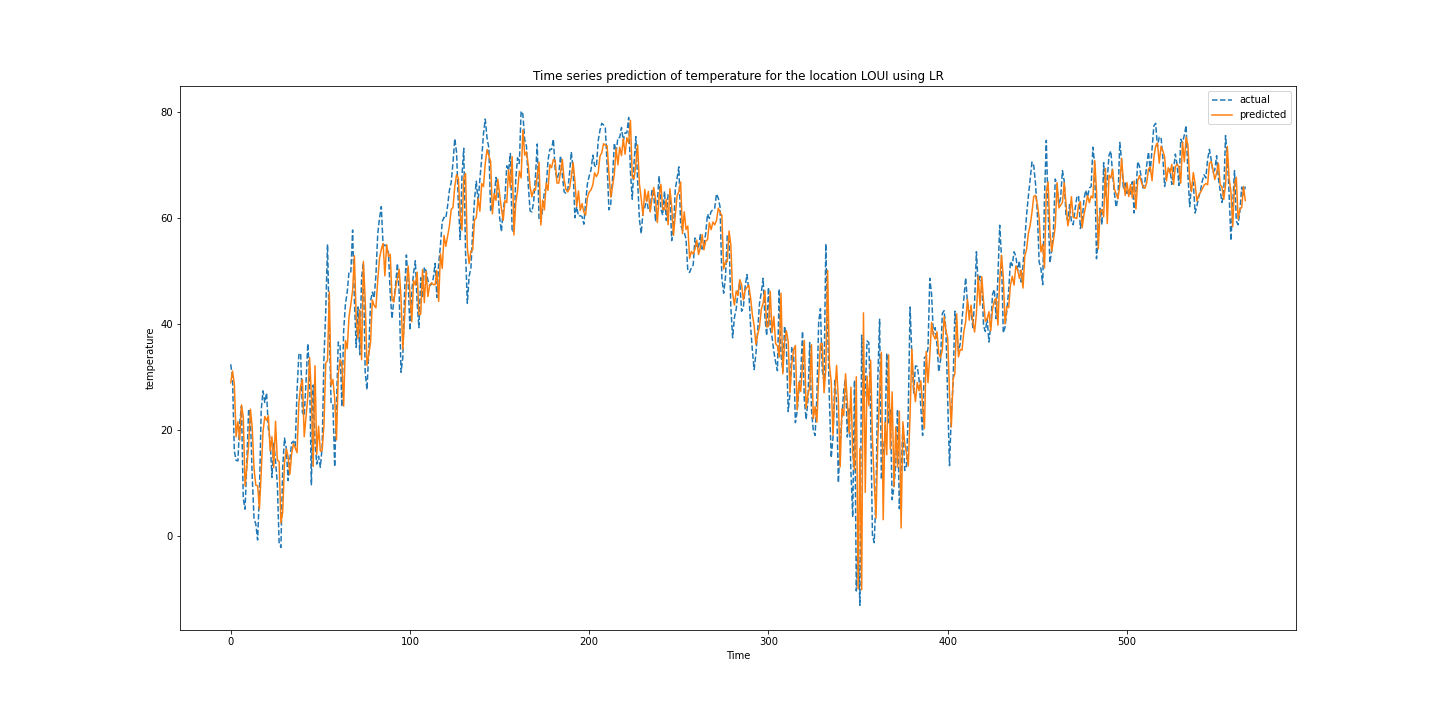 Time series prediction of temperature for the location LOUI using LR
actual
predicted
80
60
40
20
0
temperature
0 100 200 300 400 500
Time